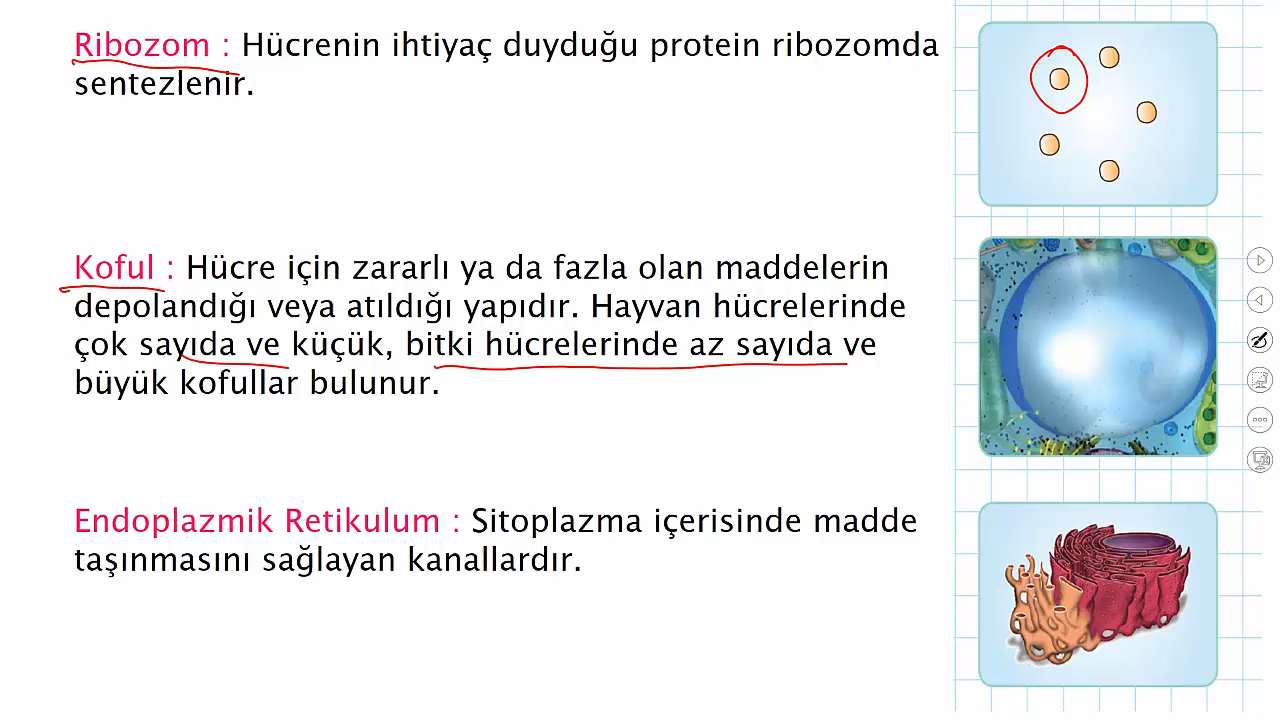 Ribozom : Hücrenin ihtiyaç duyduğu protein ribozomda
sentezlenir.
Koful : Hücre için zararlı ya da fazla olan maddelerin
depolandığı veya atıldığı yapıdır. Hayvan hücrelerinde
çok sayıda ve küçük, bitki hücrelerinde az sayıda ve
büyük kofullar bulunur.
Endoplazmik Retikulum : Sitoplazma içerisinde madde
taşınmasını sağlayan kanallardır.